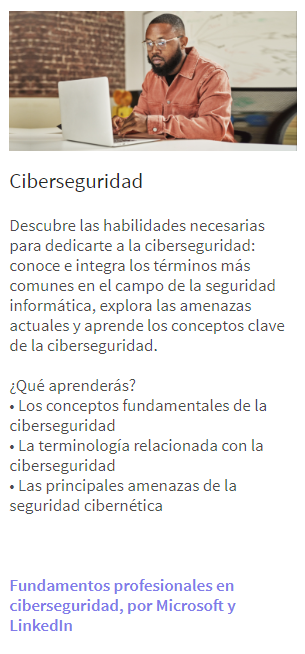 Ciberseguridad
Descubre las habilidades necesarias
para dedicarte a la ciberseguridad:
conoce e integra los términos más
comunes en el campo de la seguridad
informática, explora las amenazas
actuales y aprende los conceptos clave
de la ciberseguridad.
¿Qué aprenderás?
• Los conceptos fundamentales de la
ciberseguridad
• La terminología relacionada con la
ciberseguridad
• Las principales amenazas de la
seguridad cibernética
Fundamentos profesionales en
ciberseguridad, por Microsoft y
LinkedIn